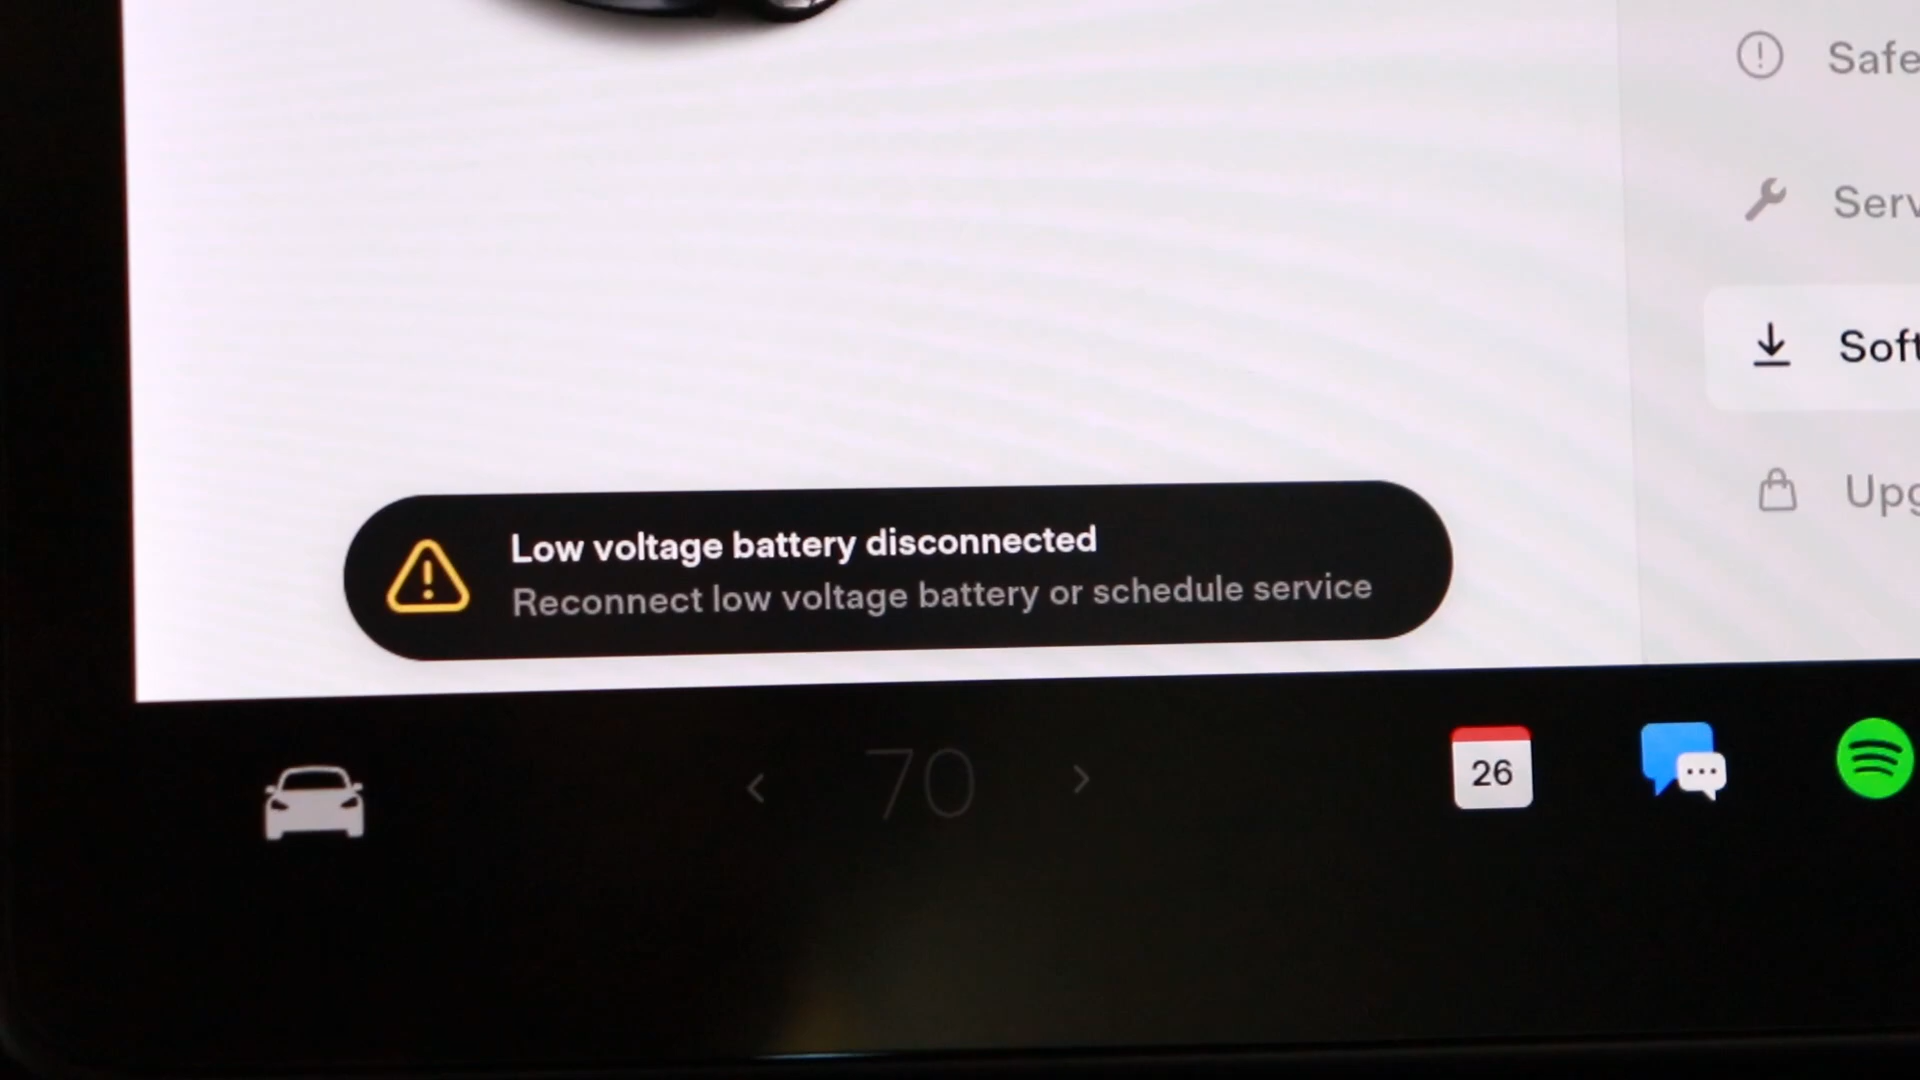 Safe
Serv
Soft
Upg
Low voltage battery disconnected
Reconnect low voltage battery or schedule service
70
26